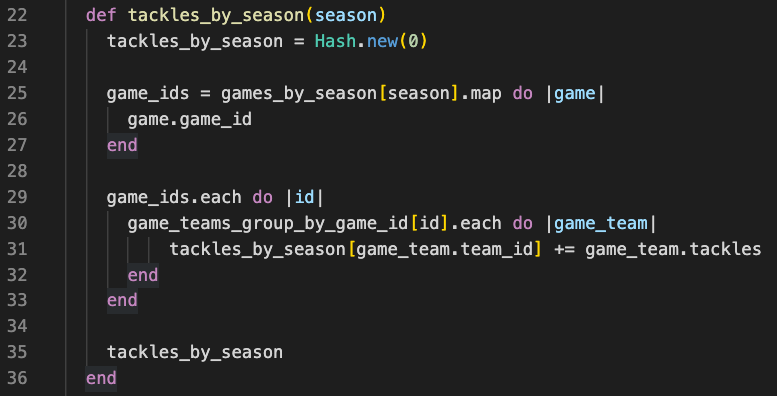 22 def tackles_by_season(season)
23   tackles_by_season = Hash.new(0)
24
25   game_ids = games_by_season[season].map do |game|
26     game.game_id
27   end
28
29   game_ids.each do |id|
30     game_teams_group_by_game_id[id].each do |game_team|
31         tackles_by_season[game_team.team_id] += game_team.tackles
32     end
33   end
34
35   tackles_by_season
36 end